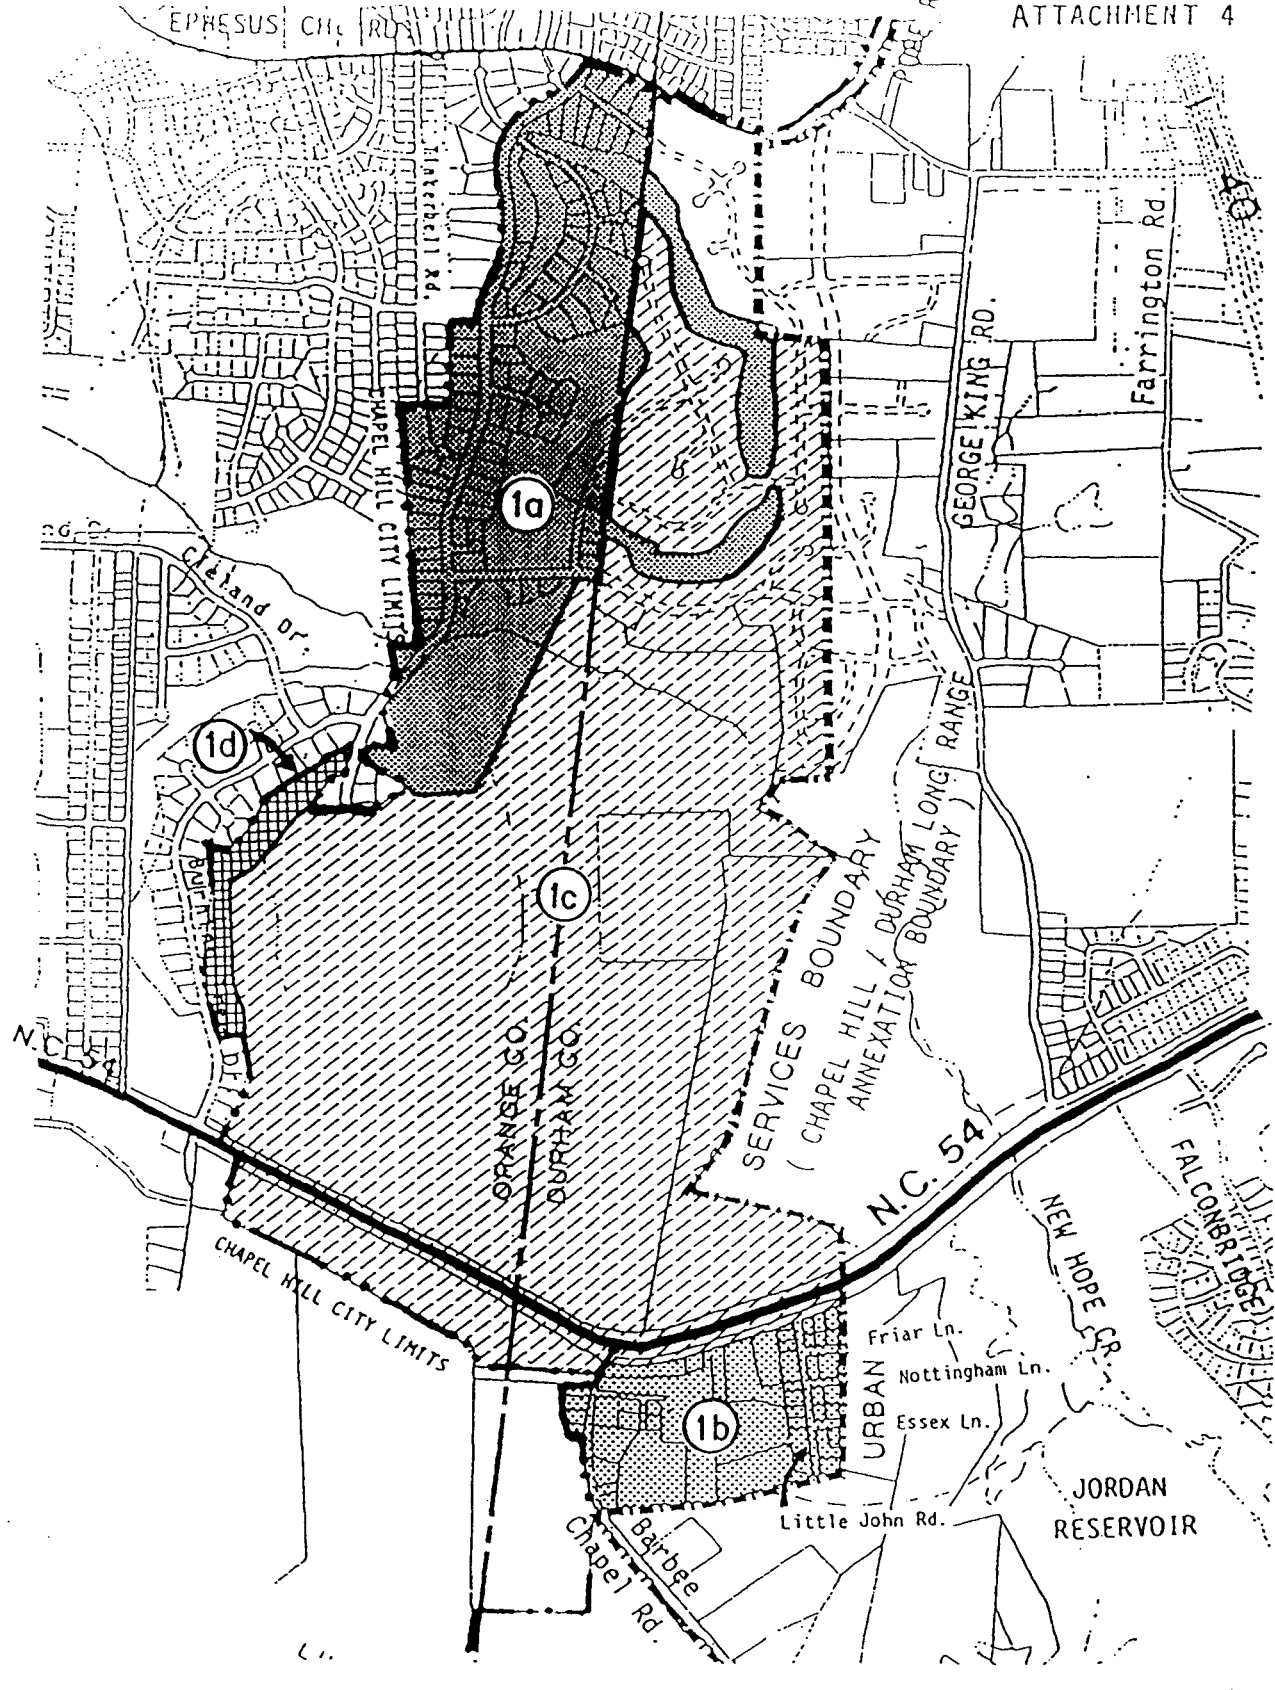 ATTACHMENT 4
EPHESUS CH. RD.
40
Farrington Rd
GEORGE KING RD.
CHAPEL HILL CITY LIMITS
1a
Cleland Dr.
1d
1c
SERVICES BOUNDARY
( CHAPEL HILL / DURHAM LONG RANGE
ANNEXATION BOUNDARY )
ORANGE CO.
DURHAM CO.
N.C. 54
N.C. 54
CHAPEL HILL CITY LIMITS
NEW HOPE CR.
FALCONBRIDGE
Friar Ln.
Nottingham Ln.
URBAN
Essex Ln.
1b
Little John Rd.
JORDAN
RESERVOIR
Barbee
Chapel Rd.